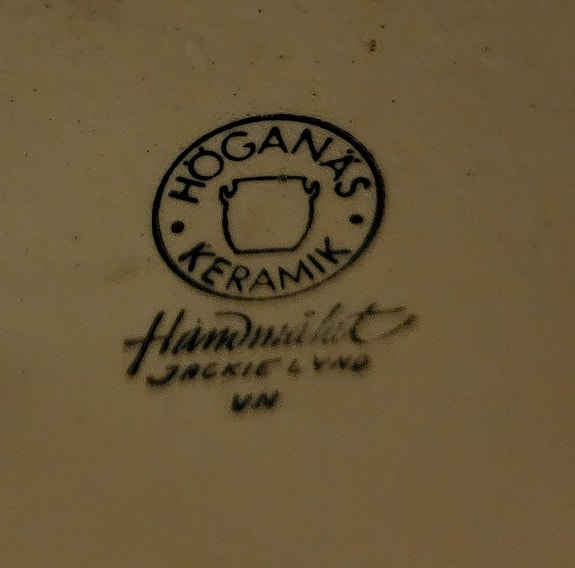 HÖGANÄS
KERAMIK
Handmålat
JACKIE LYND
VN